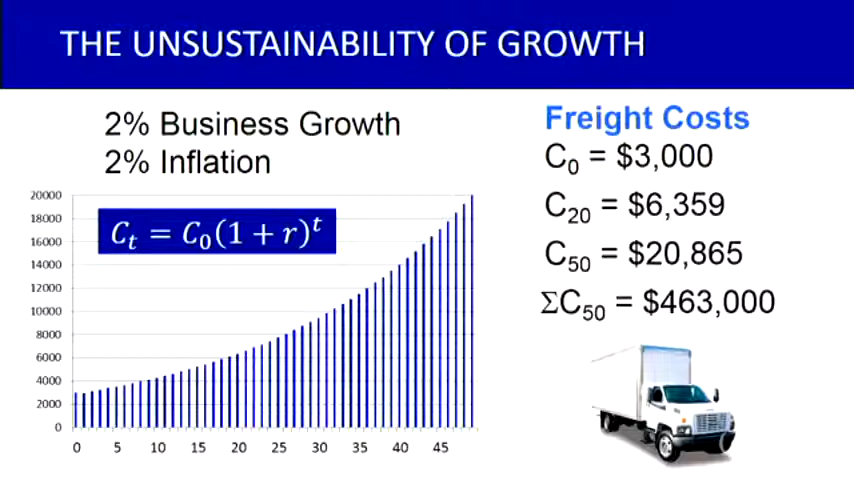 THE UNSUSTAINABILITY OF GROWTH
2% Business Growth
2% Inflation
Freight Costs
C₀ = $3,000
C₂₀ = $6,359
C₅₀ = $20,865
ΣC₅₀ = $463,000
20000
18000
16000
14000
12000
10000
8000
6000
4000
2000
0
Cₜ = C₀(1 + r)ᵗ
0 5 10 15 20 25 30 35 40 45